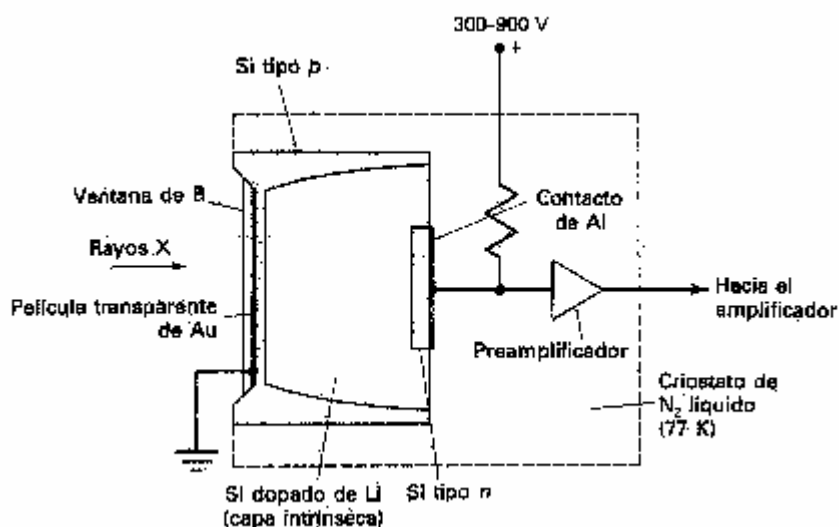 300-900 V
+
Si tipo p
Ventana de B
Contacto
de Al
Rayos X
Hacia el
amplificador
Película transparente
de Au
Preamplificador
Criostato de
N₂ líquido
(77 K)
Si dopado de Li
(capa intrínseca)
Si tipo n